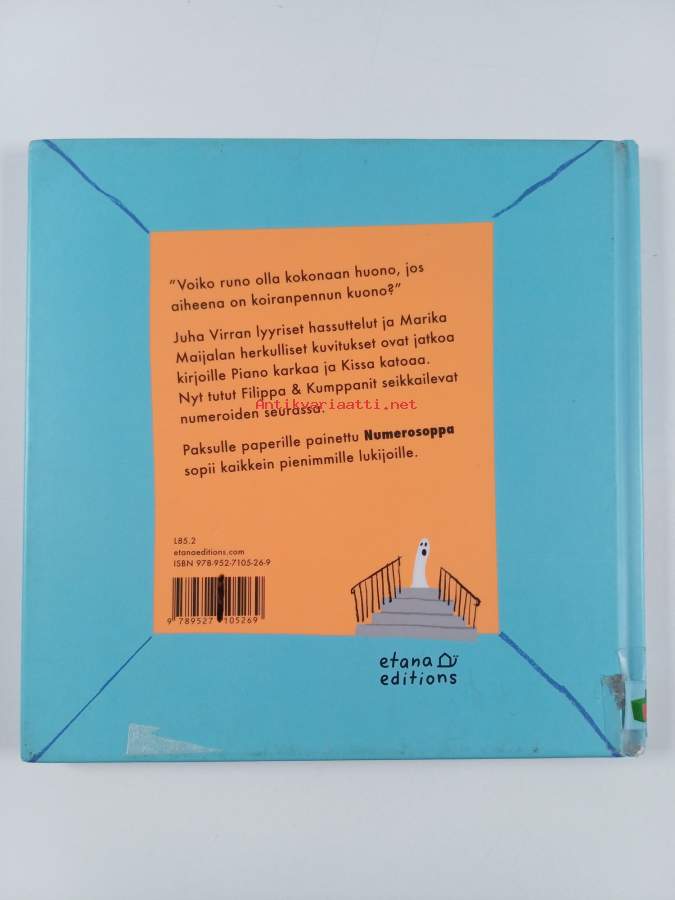 ”Voiko runo olla kokonaan huono, jos
aiheena on koiranpennun kuono?”
Juha Virran lyyriset hassuttelut ja Marika
Maijalan herkulliset kuvitukset ovat jatkoa
kirjoille Piano karkaa ja Kissa katoaa.
Nyt tutut Filippa & Kumppanit seikkailevat
Antikvariaatti.net
numeroiden seurassa.
Paksulle paperille painettu Numerosoppa
sopii kaikkein pienimmille lukijoille.
L85.2
etanaeditions.com
ISBN 978-952-7105-26-9
9 789527 105269
etana
editions